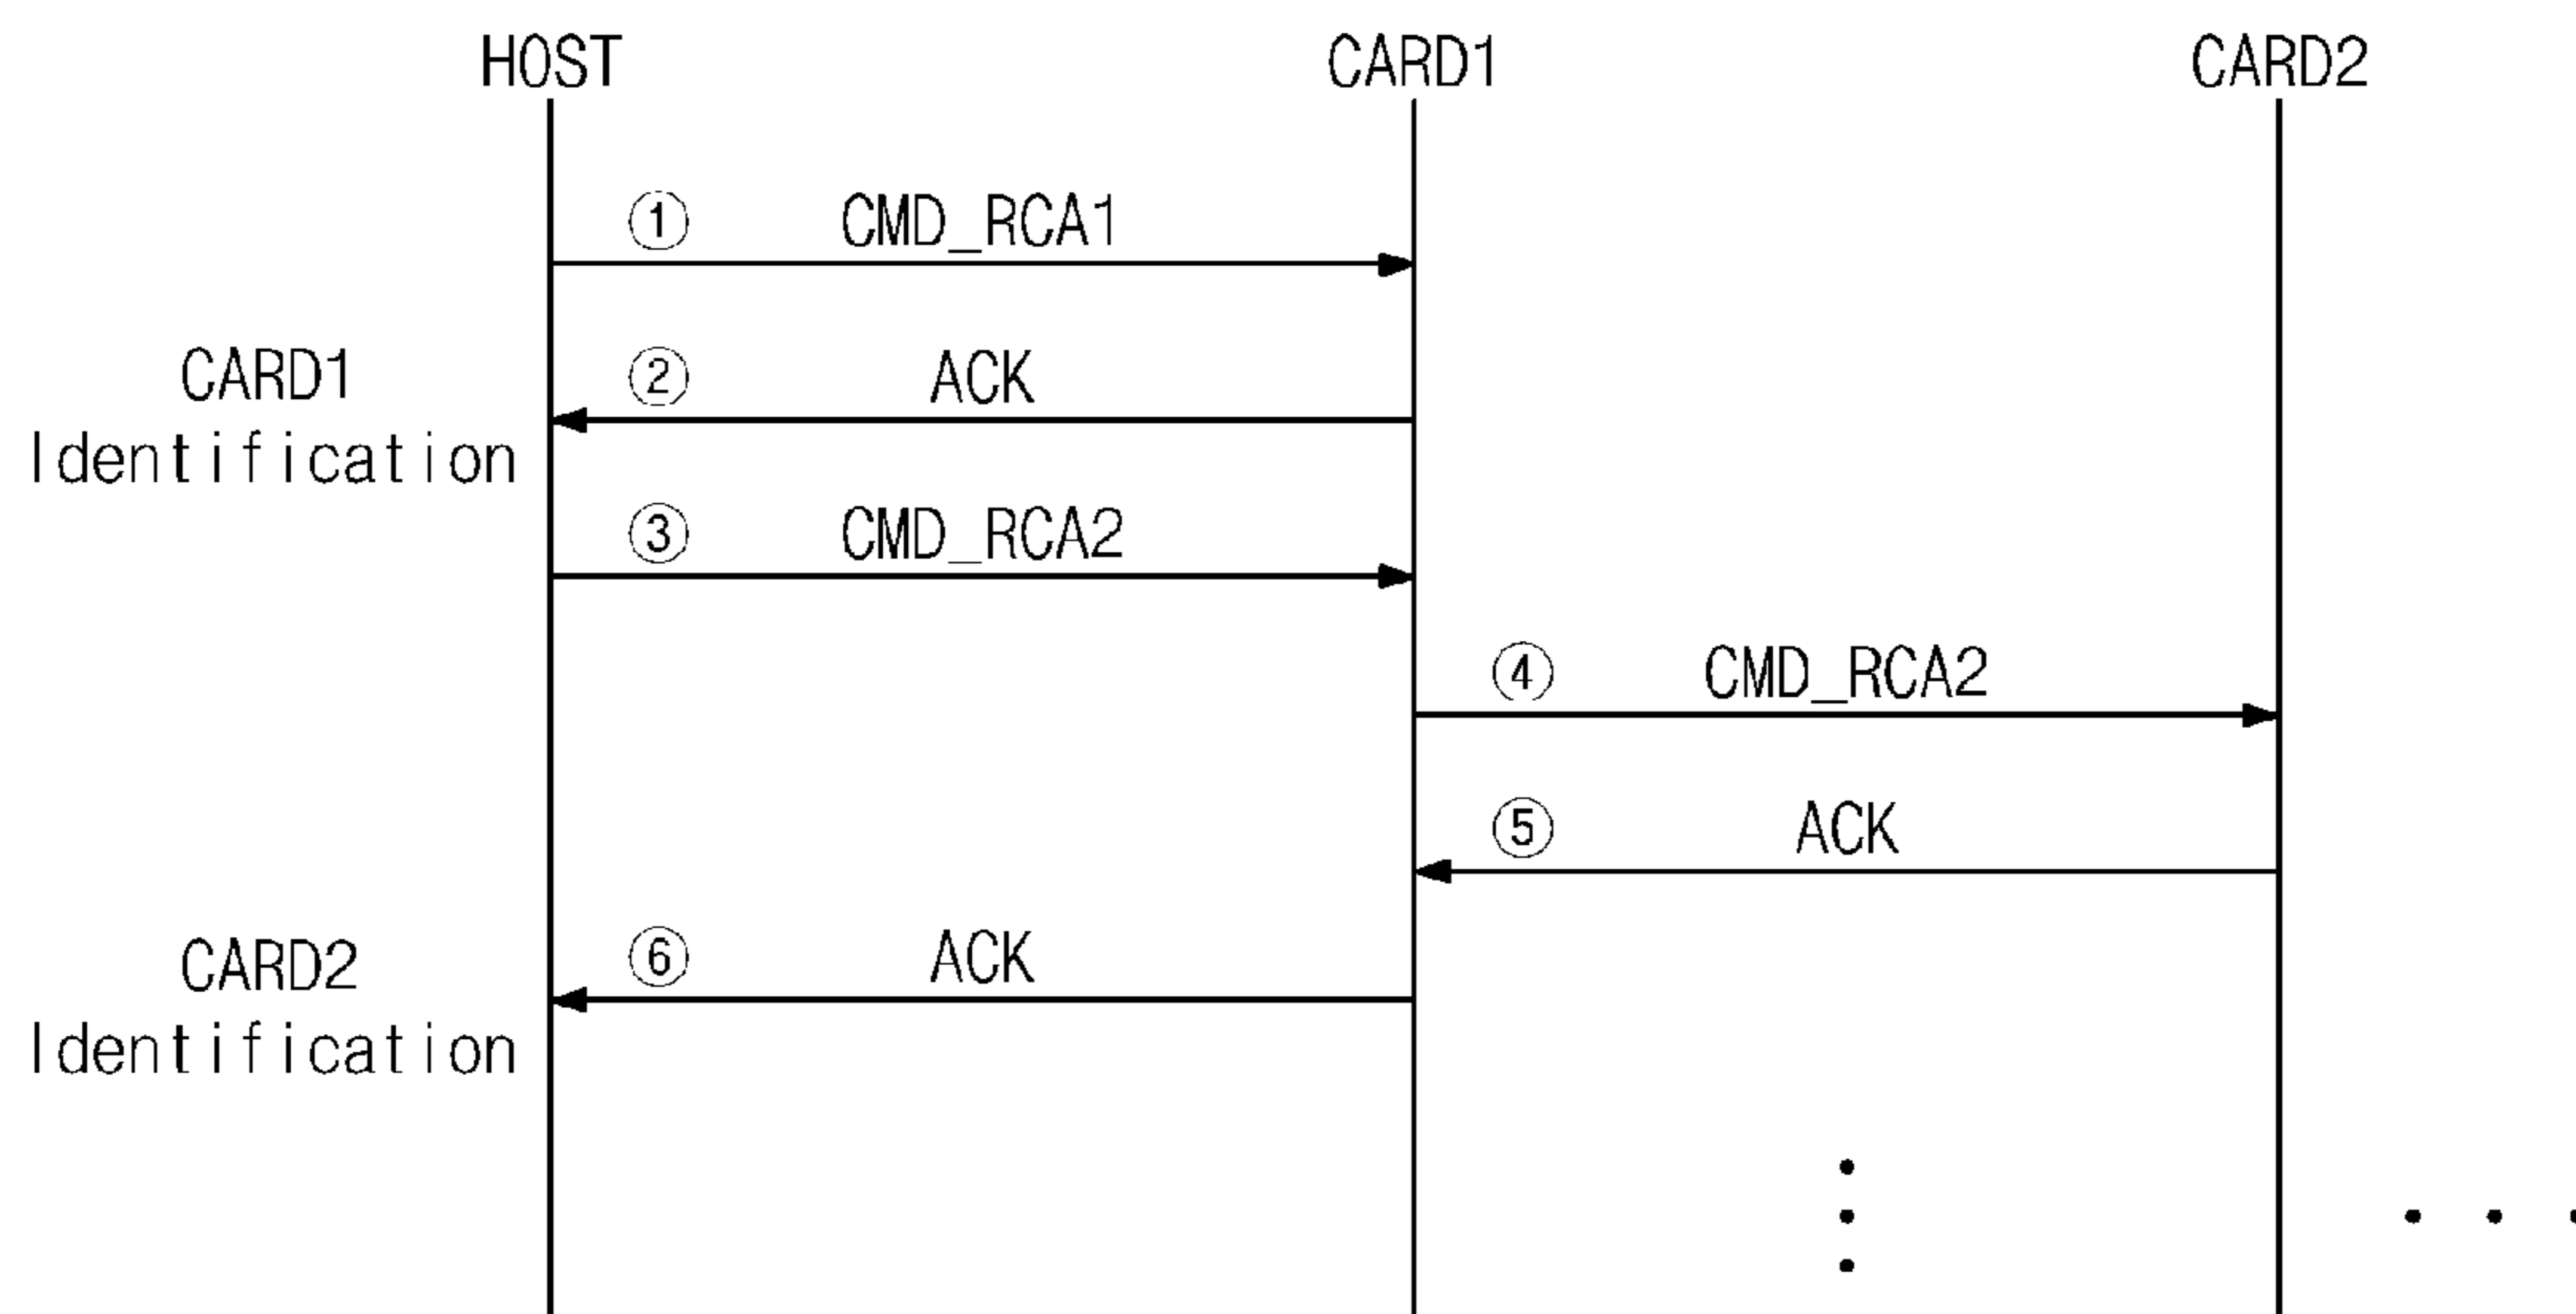 HOST CARD1 CARD2
① CMD_RCA1
② ACK
CARD1
Identification
③ CMD_RCA2
④ CMD_RCA2
⑤ ACK
⑥ ACK
CARD2
Identification